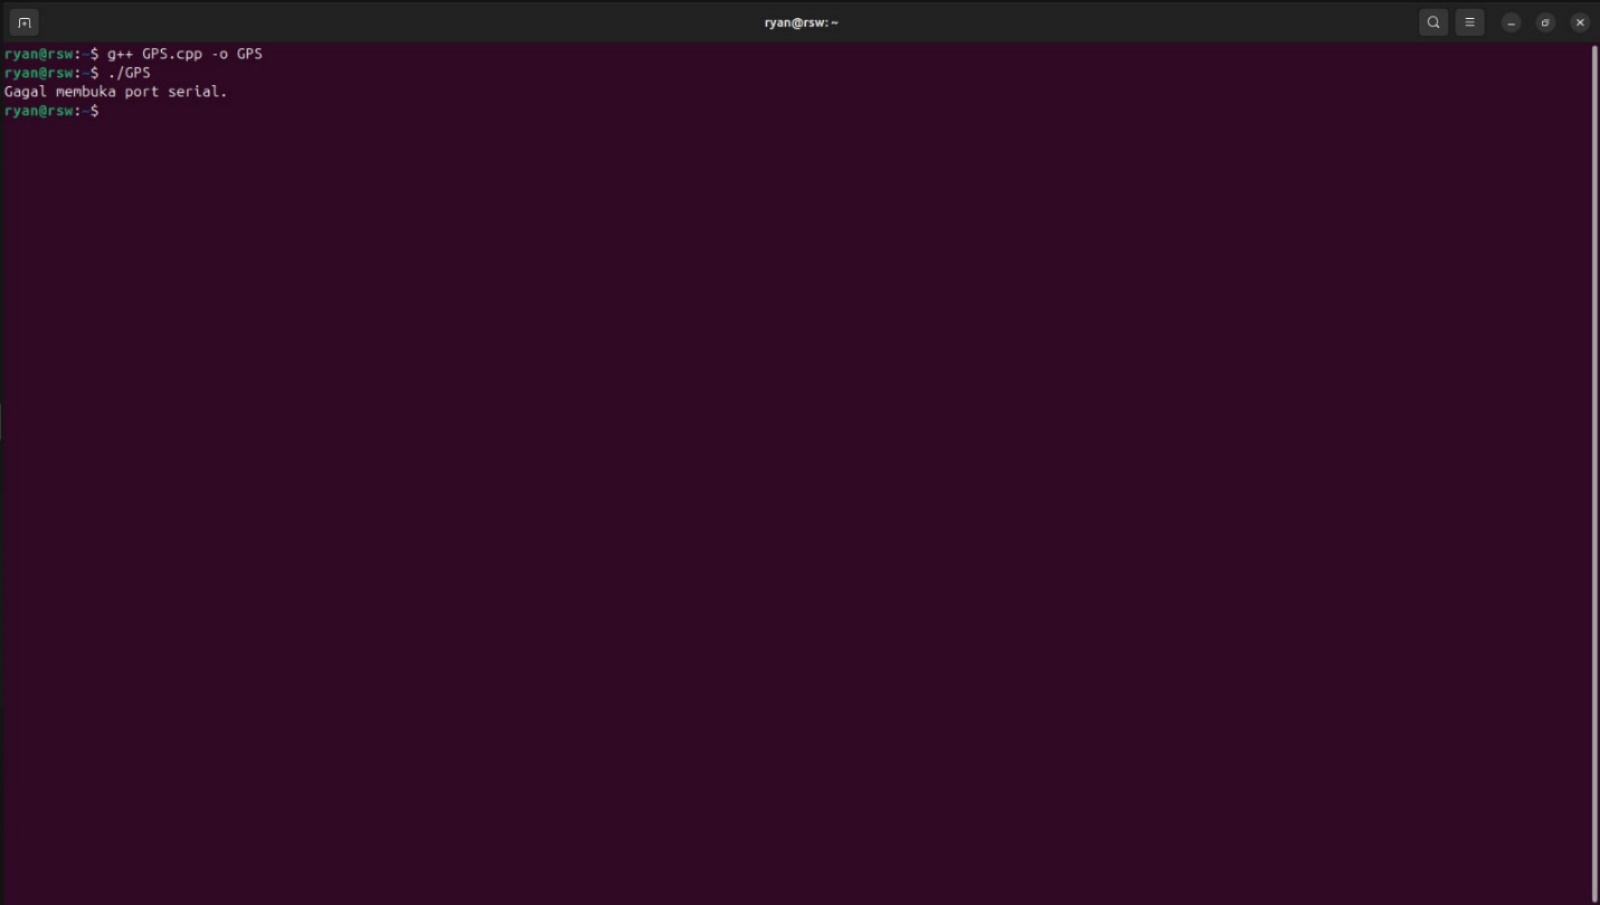 ryan@rsw: ~
ryan@rsw:~$ g++ GPS.cpp -o GPS
ryan@rsw:~$ ./GPS
Gagal membuka port serial.
ryan@rsw:~$